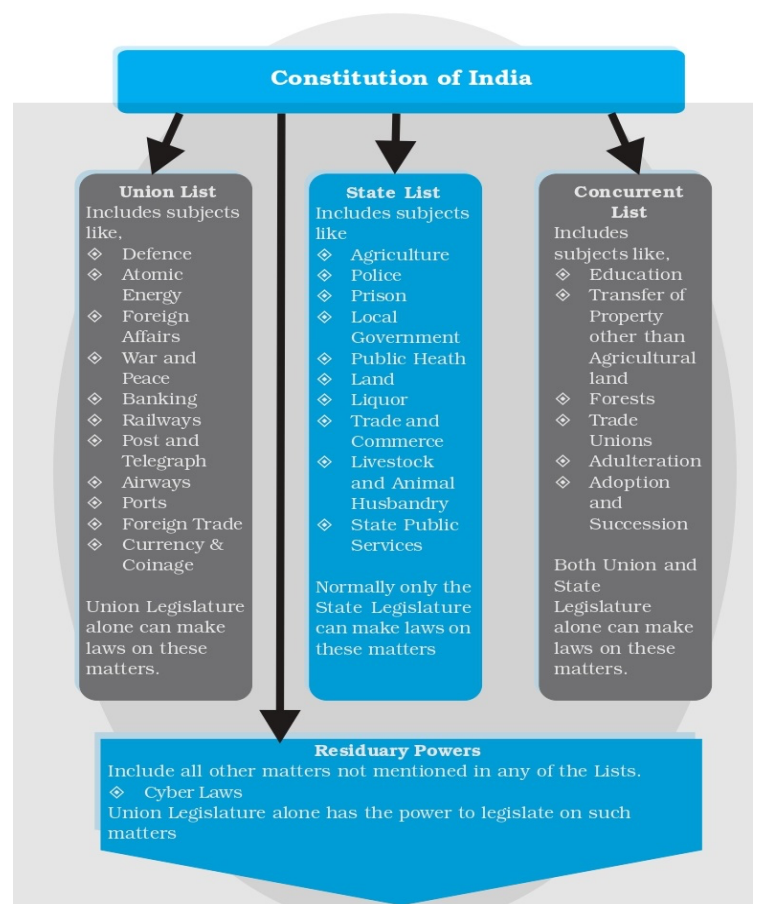 Constitution of India
Union List
Includes subjects
like,
Defence
Atomic
Energy
Foreign
Affairs
War and
Peace
Banking
Railways
Post and
Telegraph
Airways
Ports
Foreign Trade
Currency &
Coinage
Union Legislature
alone can make
laws on these
matters.
State List
Includes subjects
like
Agriculture
Police
Prison
Local
Government
Public Heath
Land
Liquor
Trade and
Commerce
Livestock
and Animal
Husbandry
State Public
Services
Normally only the
State Legislature
can make laws on
these matters
Concurrent
List
Includes
subjects like,
Education
Transfer of
Property
other than
Agricultural
land
Forests
Trade
Unions
Adulteration
Adoption
and
Succession
Both Union and
State
Legislature
alone can make
laws on these
matters.
Residuary Powers
Include all other matters not mentioned in any of the Lists.
Cyber Laws
Union Legislature alone has the power to legislate on such
matters